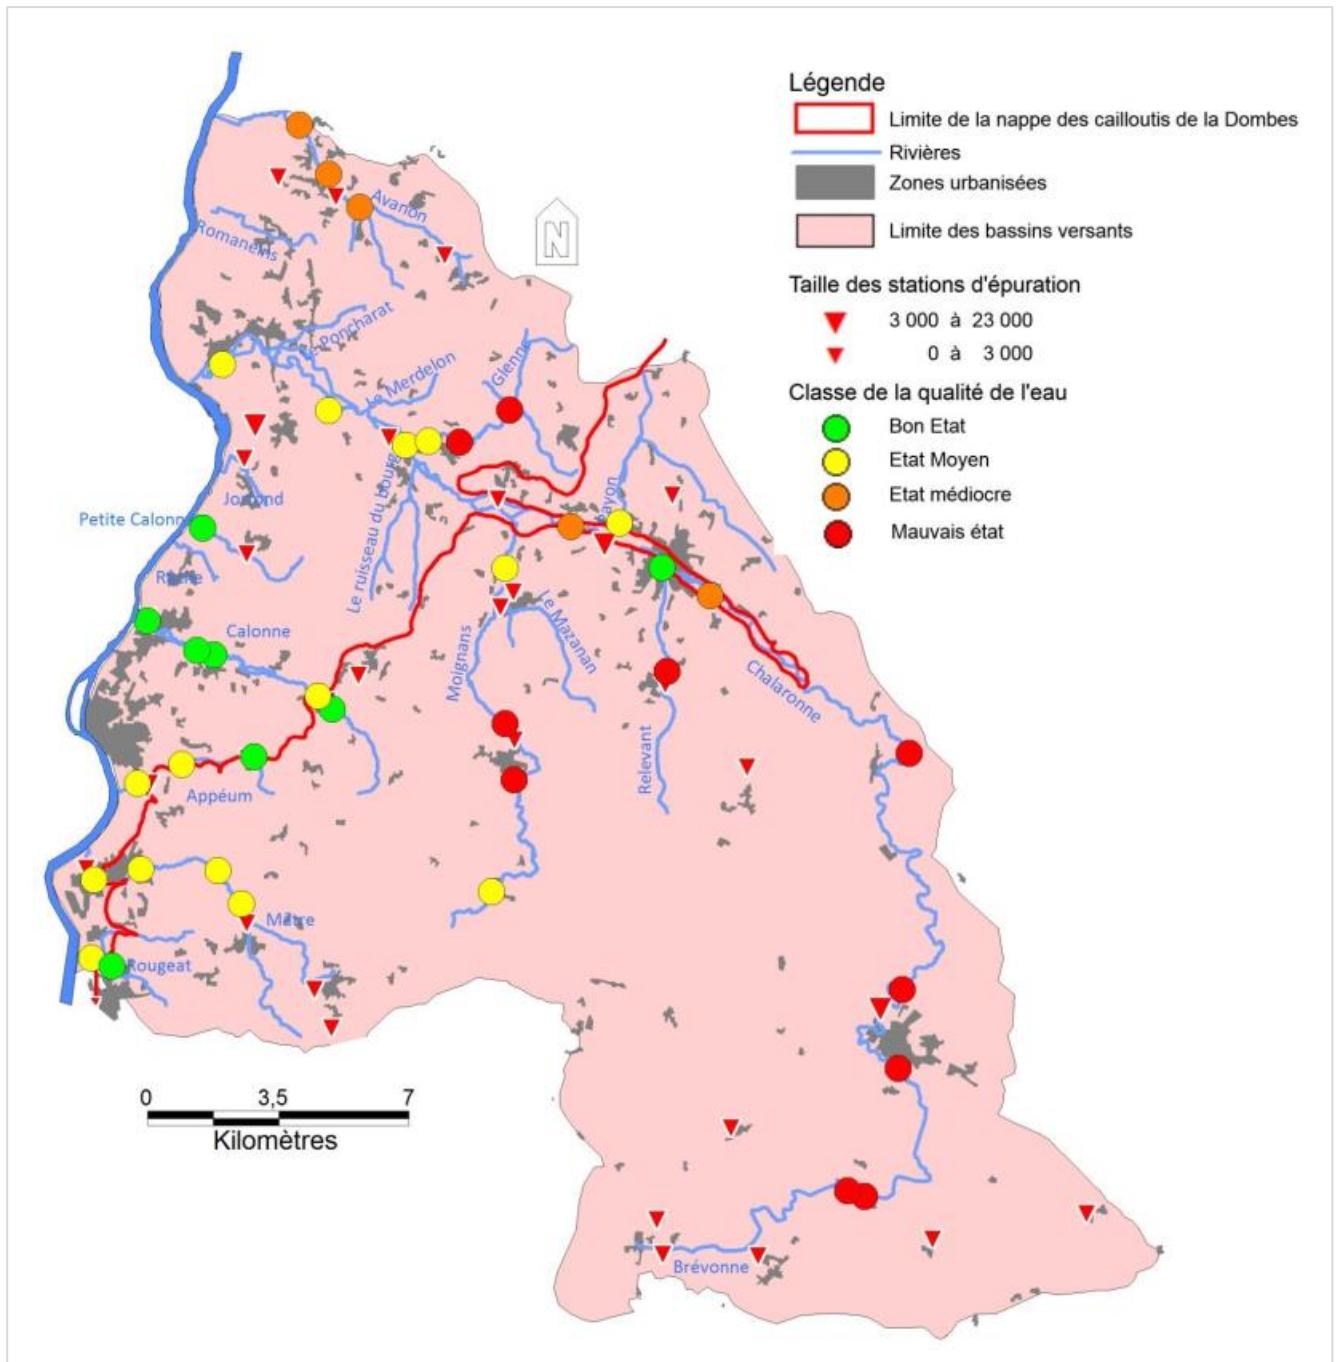 Légende
Limite de la nappe des cailloutis de la Dombes
Rivières
Zones urbanisées
Limite des bassins versants
Taille des stations d'épuration
3 000 à 23 000
0 à 3 000
Classe de la qualité de l'eau
Bon Etat
Etat Moyen
Etat médiocre
Mauvais état
N
Avanon
Romaneins
Le Poncharat
Le Merdelon
Glenne
Le ruisseau du bourg
Jorfond
Petite Calonne
Râche
Calonne
Moignans
Le Mazanan
Relevant
Chalaronne
Appéum
Mâtre
Rougeat
Brévonne
0 3,5 7
Kilomètres